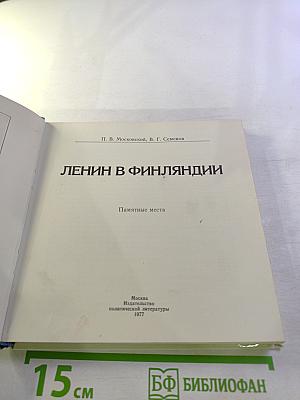 П. В. Московский, В. Г. Семенов
ЛЕНИН В ФИНЛЯНДИИ
Памятные места
Москва
Издательство
политической литературы
1977
15 см
БФ БИБЛИОФАН